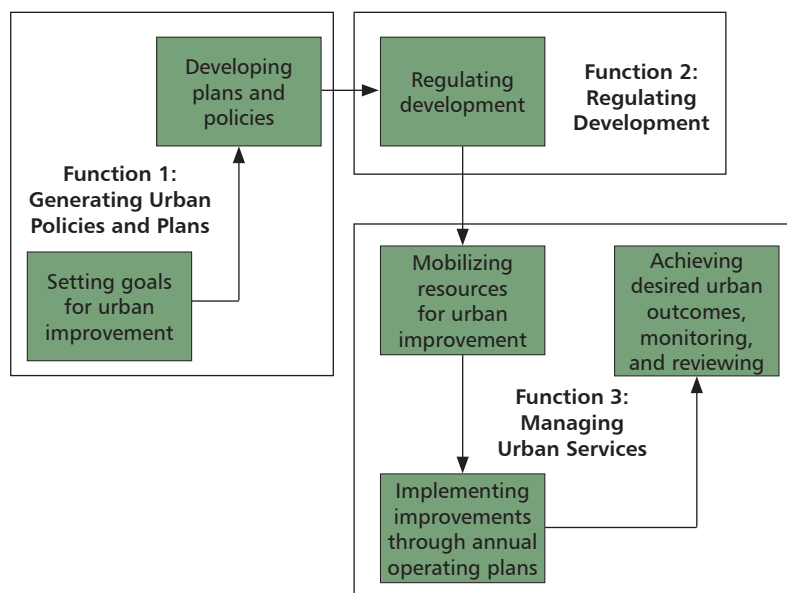 Developing
plans and
policies
Regulating
development
Function 2:
Regulating
Development
Function 1:
Generating Urban
Policies and Plans
Setting goals
for urban
improvement
Mobilizing
resources
for urban
improvement
Achieving
desired urban
outcomes,
monitoring,
and reviewing
Function 3:
Managing
Urban Services
Implementing
improvements
through annual
operating plans